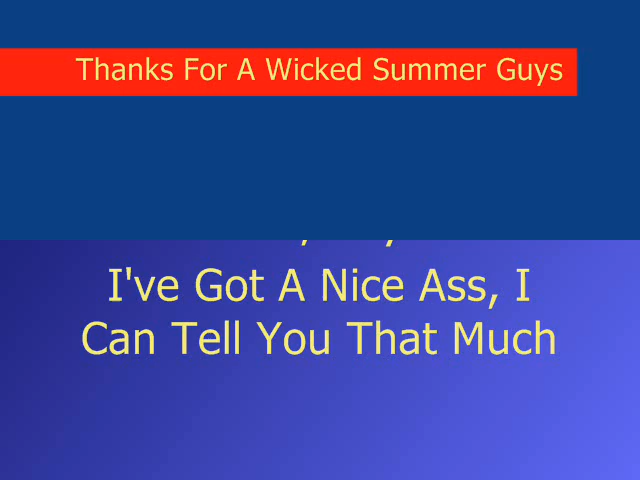 Thanks For A Wicked Summer Guys
I've Got A Nice Ass, I
Can Tell You That Much